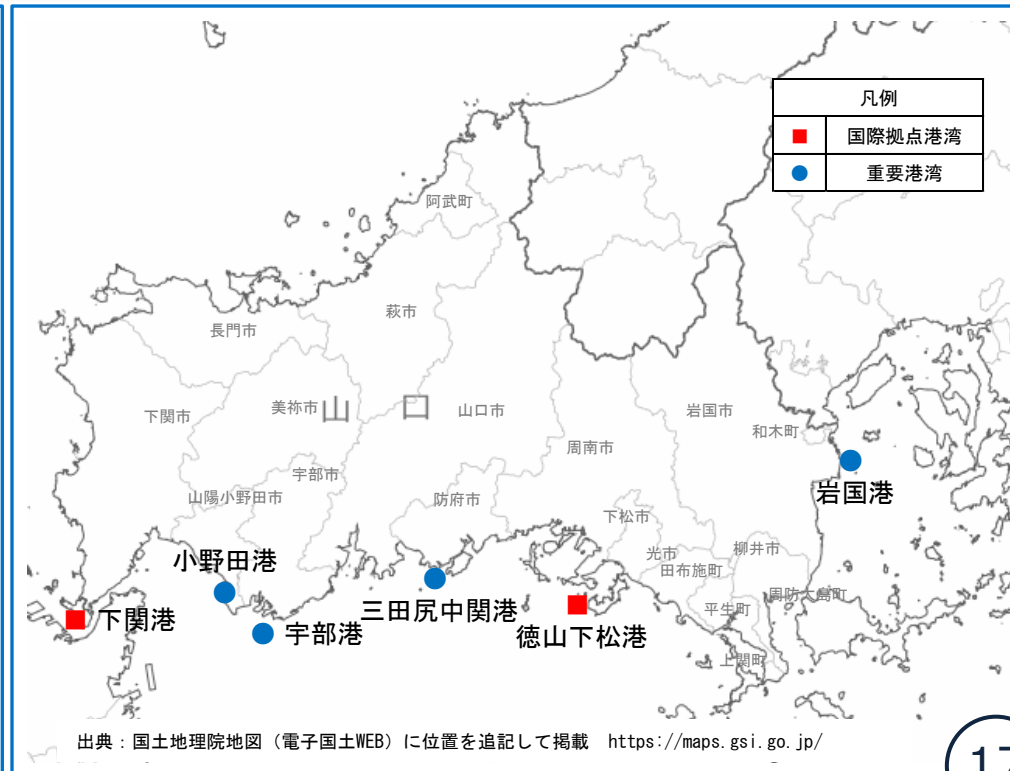 凡例
国際拠点港湾
重要港湾
阿武町
萩市
長門市
下関市
美祢市
山口
山口市
岩国市
和木町
周南市
宇部市
山陽小野田市
防府市
岩国港
下松市
光市
柳井市
田布施町
小野田港
周防大島町
三田尻中関港
平生町
下関港
宇部港
徳山下松港
上関町
出典：国土地理院地図（電子国土WEB）に位置を追記して掲載　https://maps.gsi.go.jp/
17